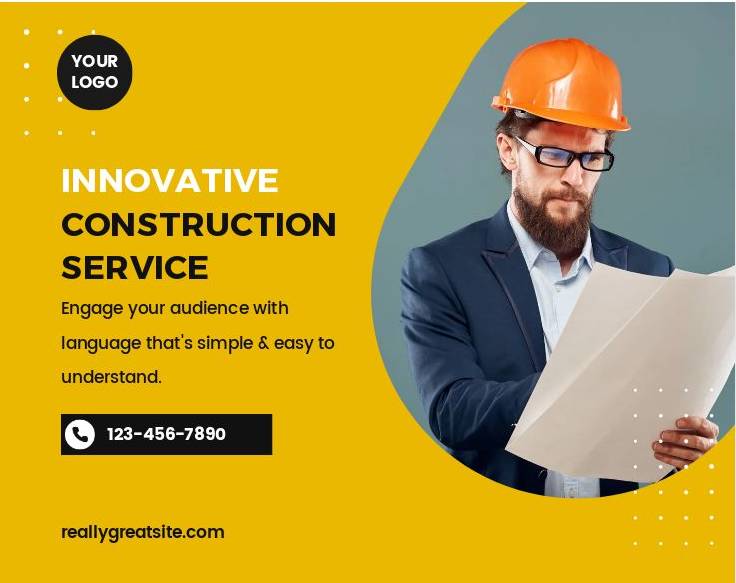 YOUR
LOGO
INNOVATIVE
CONSTRUCTION
SERVICE
Engage your audience with
language that's simple & easy to
understand.
123-456-7890
reallygreatsite.com